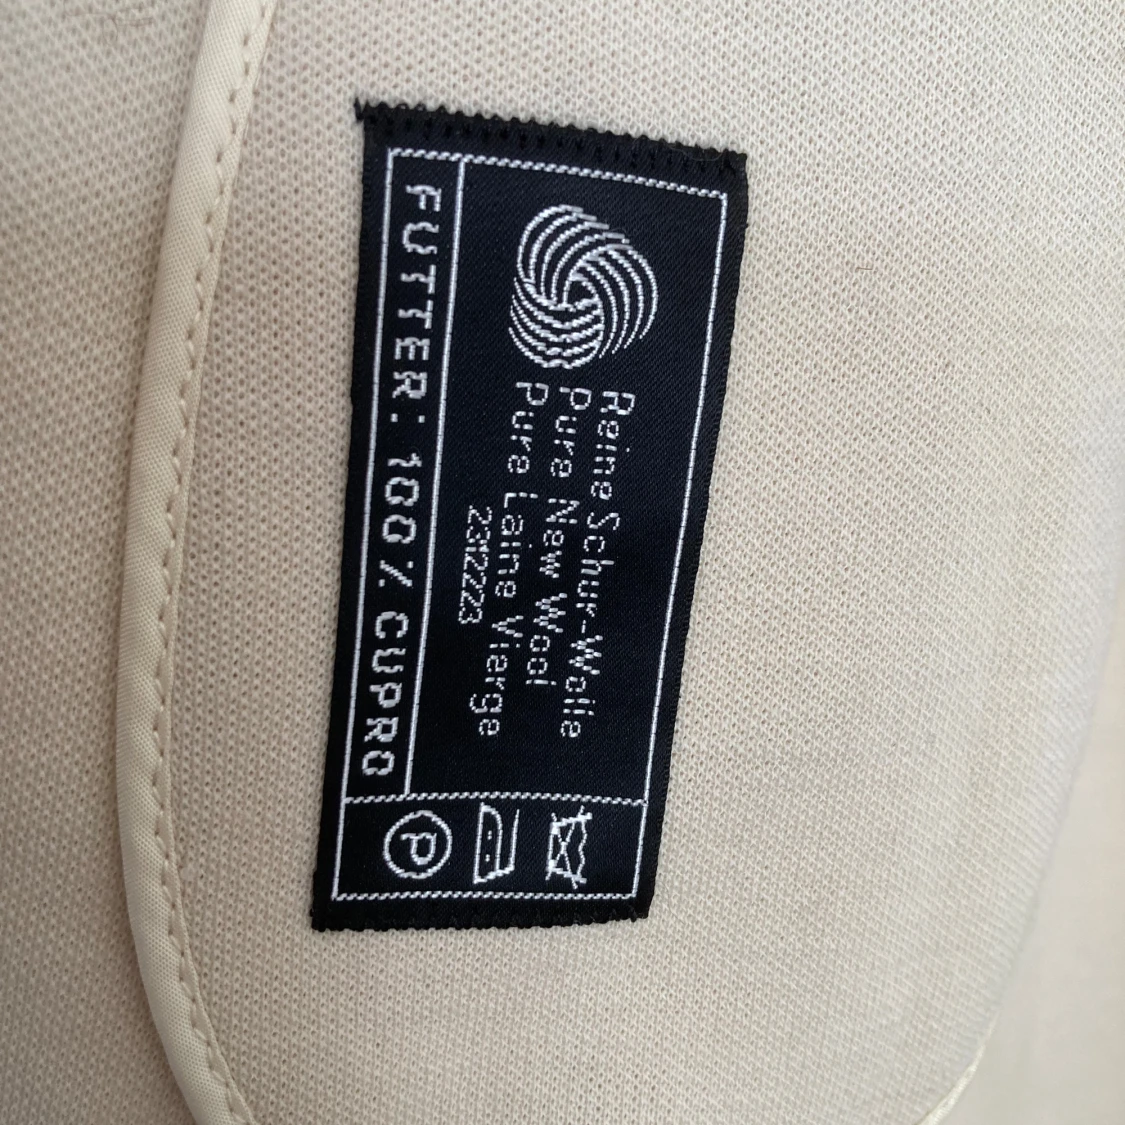 Reine Schur-Wolle
Pure New Wool
Pure Laine Vierge
2312223
FUTTER: 100% CUPRO
P